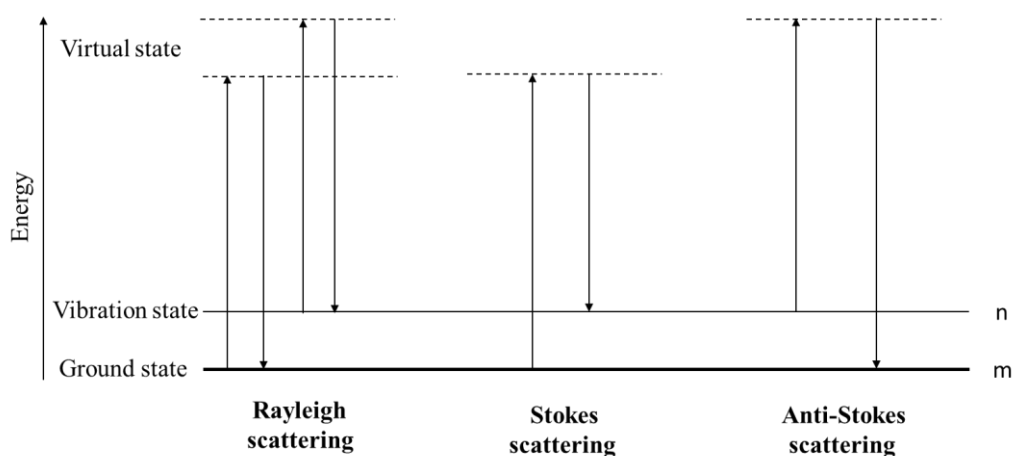 Virtual state
Energy
Vibration state
n
Ground state
m
Rayleigh
scattering
Stokes
scattering
Anti-Stokes
scattering